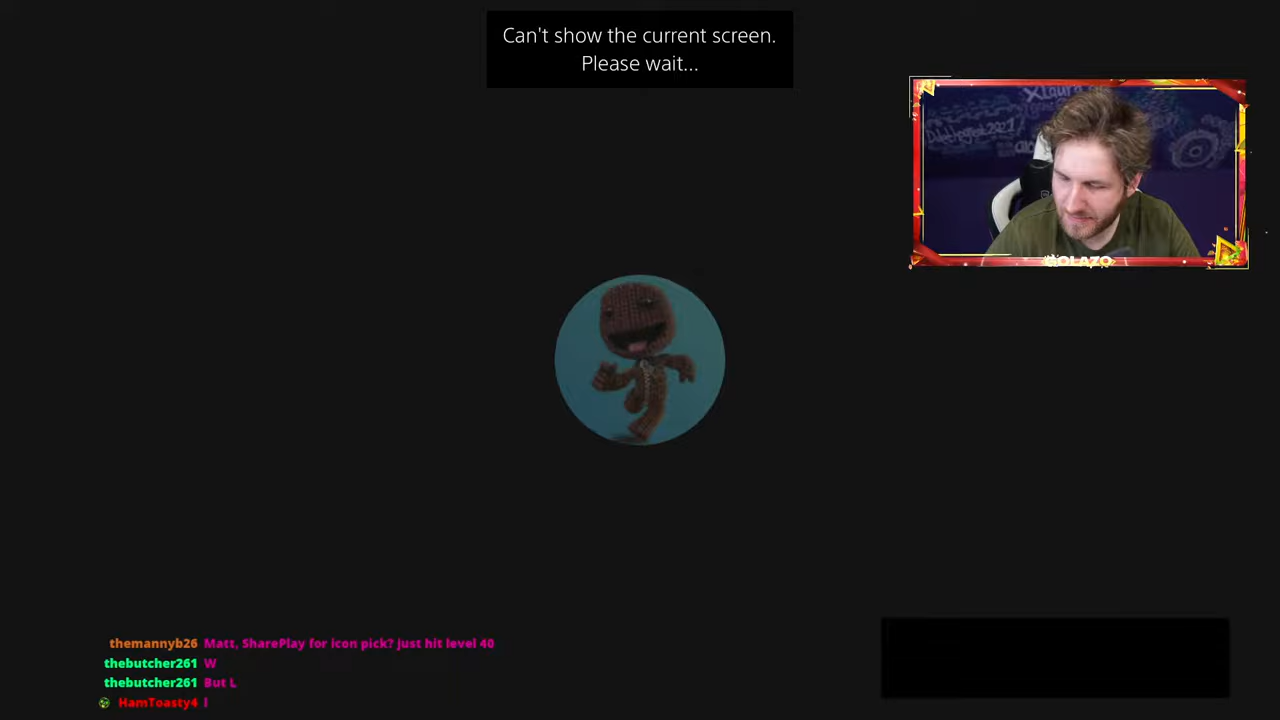 Can't show the current screen.
Please wait...
GOLAZO
themannyb26 Matt, SharePlay for icon pick? just hit level 40
thebutcher261 W
thebutcher261 But L
HamToasty4 l